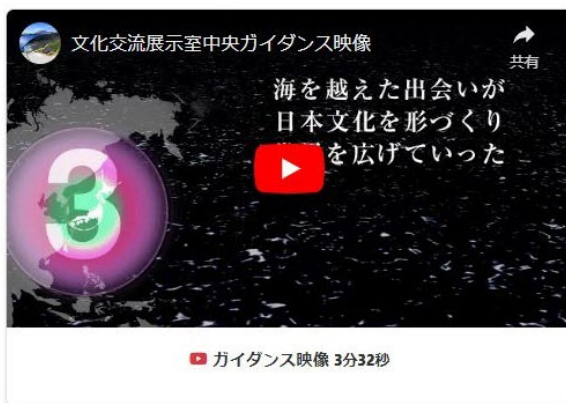 文化交流展示室中央ガイダンス映像
共有
海を越えた出会いが
日本文化を形づくり
を広げていった
3
ガイダンス映像 3分32秒